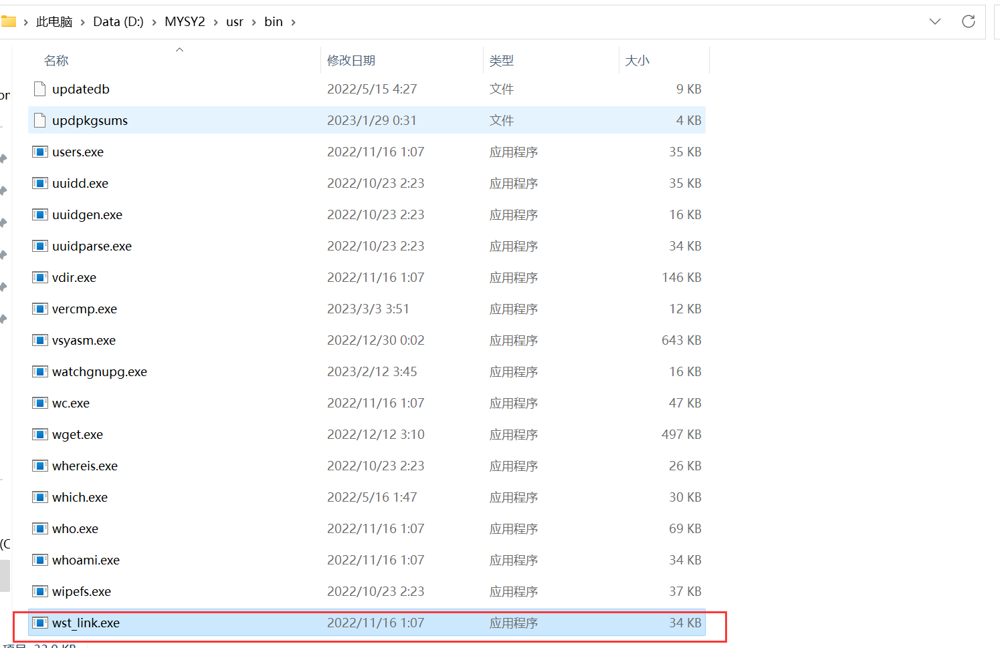 此电脑 > Data (D:) > MYSY2 > usr > bin >
名称 修改日期 类型 大小
updatedb 2022/5/15 4:27 文件 9 KB
updpkgsums 2023/1/29 0:31 文件 4 KB
users.exe 2022/11/16 1:07 应用程序 35 KB
uuidd.exe 2022/10/23 2:23 应用程序 35 KB
uuidgen.exe 2022/10/23 2:23 应用程序 16 KB
uuidparse.exe 2022/10/23 2:23 应用程序 34 KB
vdir.exe 2022/11/16 1:07 应用程序 146 KB
vercmp.exe 2023/3/3 3:51 应用程序 12 KB
vsyasm.exe 2022/12/30 0:02 应用程序 643 KB
watchgnupg.exe 2023/2/12 3:45 应用程序 16 KB
wc.exe 2022/11/16 1:07 应用程序 47 KB
wget.exe 2022/12/12 3:10 应用程序 497 KB
whereis.exe 2022/10/23 2:23 应用程序 26 KB
which.exe 2022/5/16 1:47 应用程序 30 KB
who.exe 2022/11/16 1:07 应用程序 69 KB
(C
whoami.exe 2022/11/16 1:07 应用程序 34 KB
wipefs.exe 2022/10/23 2:23 应用程序 37 KB
wst_link.exe 2022/11/16 1:07 应用程序 34 KB